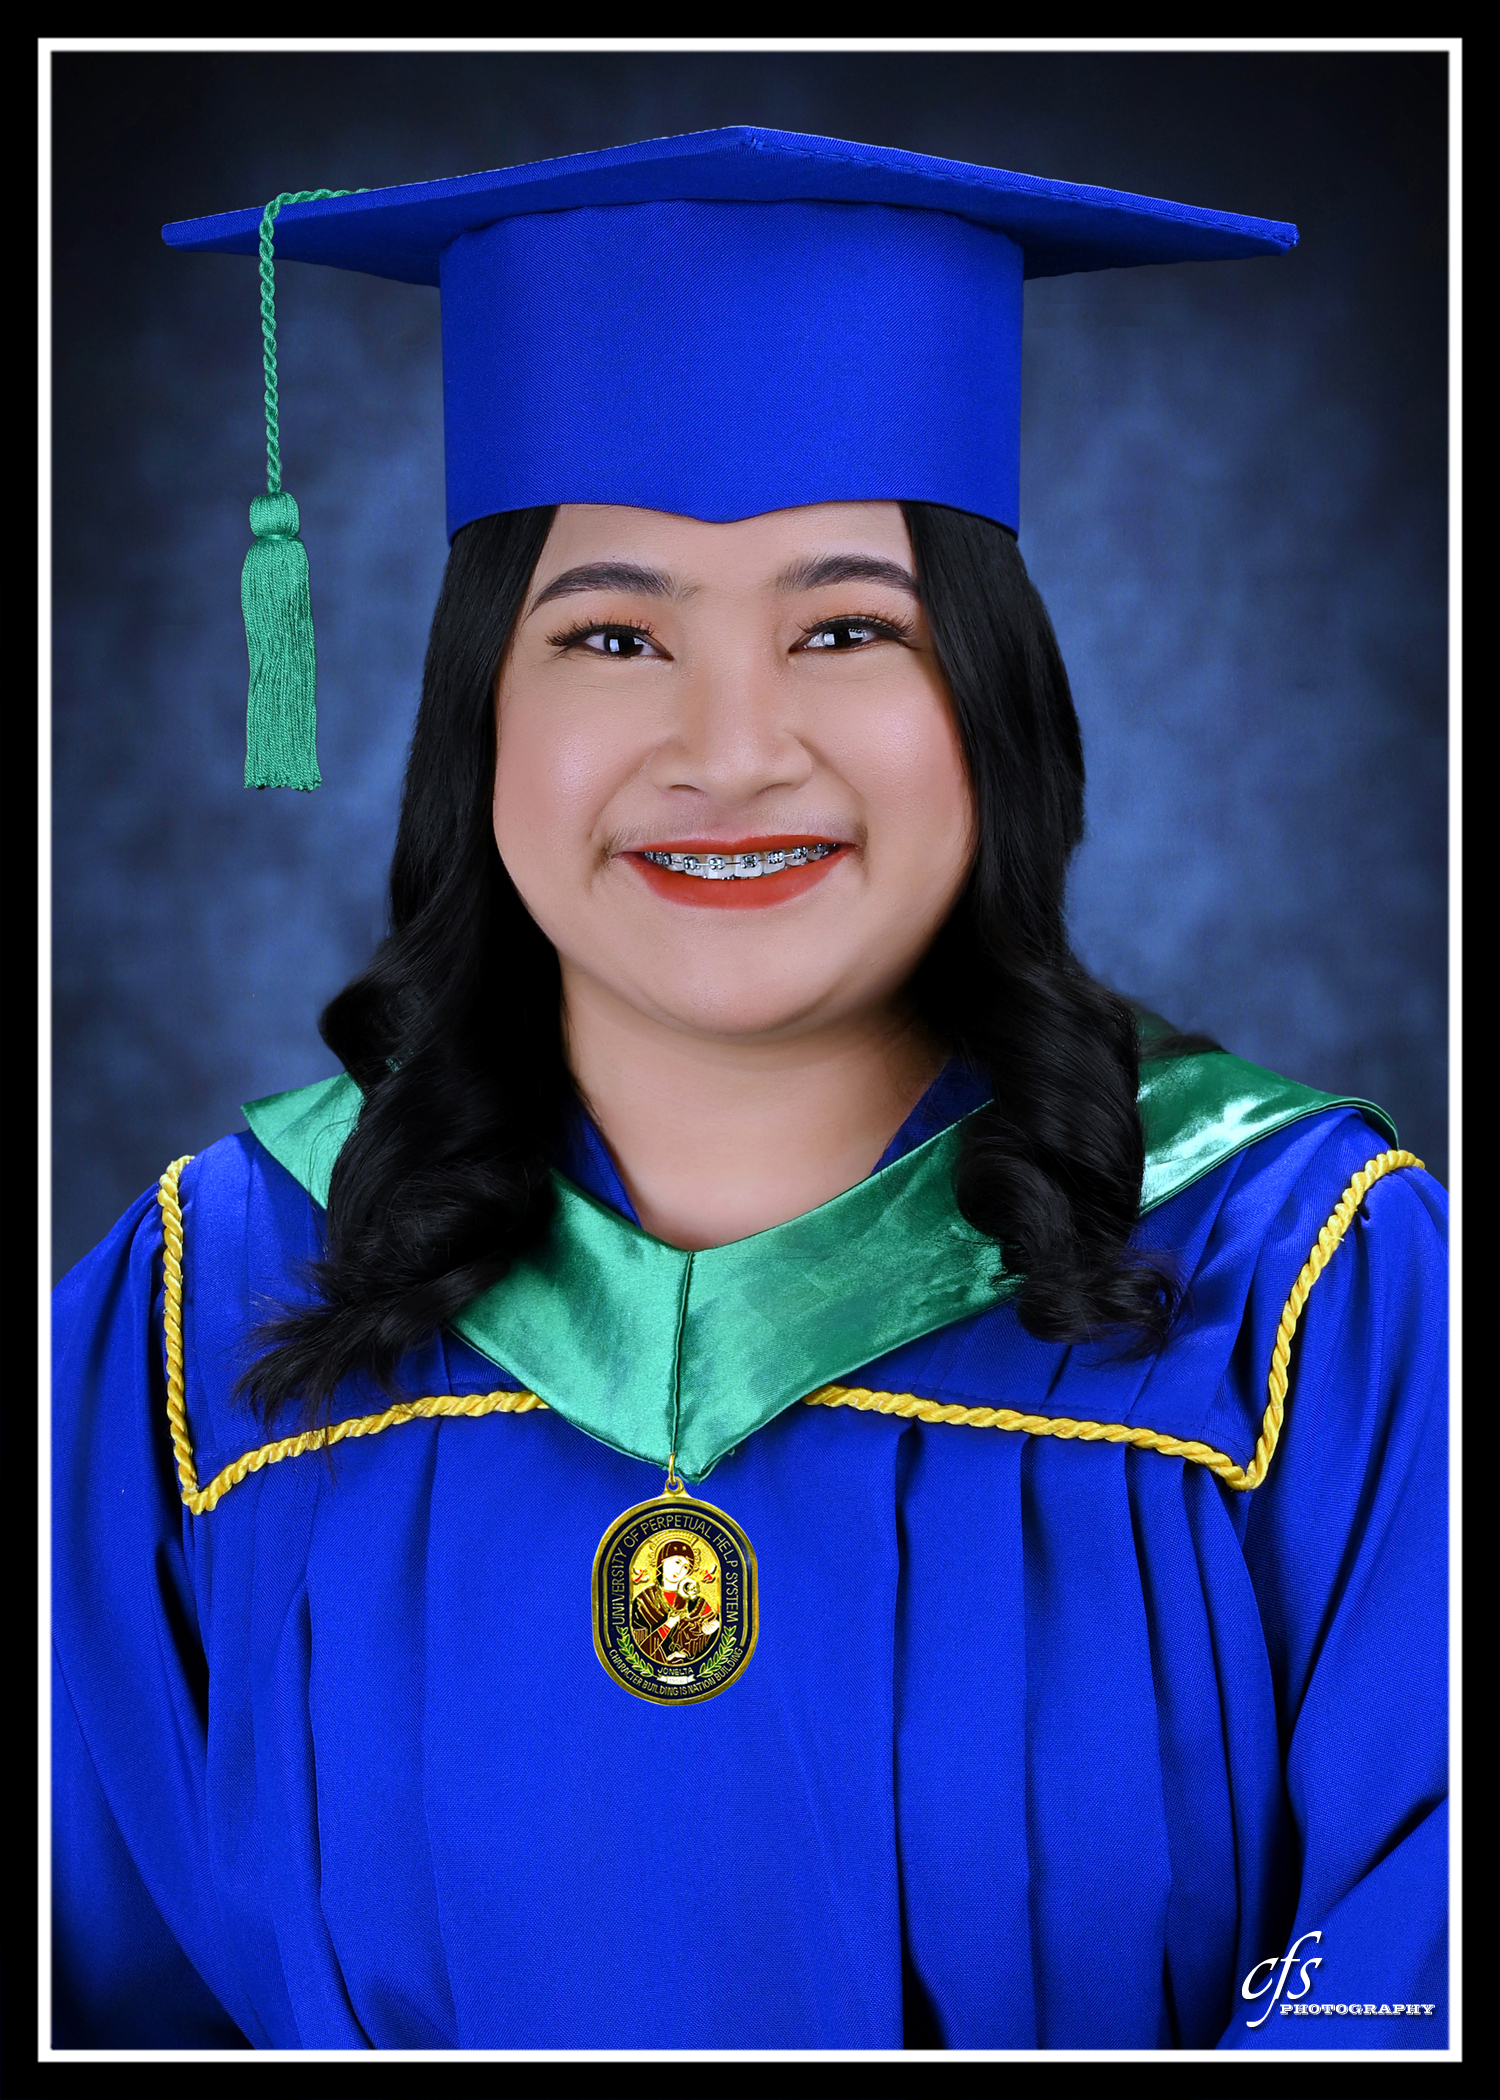 UNIVERSITY OF PERPETUAL HELP SYSTEM
JONELTA
CHARACTER BUILDING IS NATION BUILDING
cfs
PHOTOGRAPHY